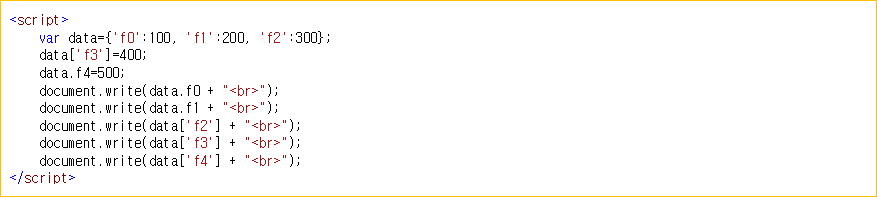 <script>
    var data={'f0':100, 'f1':200, 'f2':300};
    data['f3']=400;
    data.f4=500;
    document.write(data.f0 + "<br>");
    document.write(data.f1 + "<br>");
    document.write(data['f2'] + "<br>");
    document.write(data['f3'] + "<br>");
    document.write(data['f4'] + "<br>");
</script>